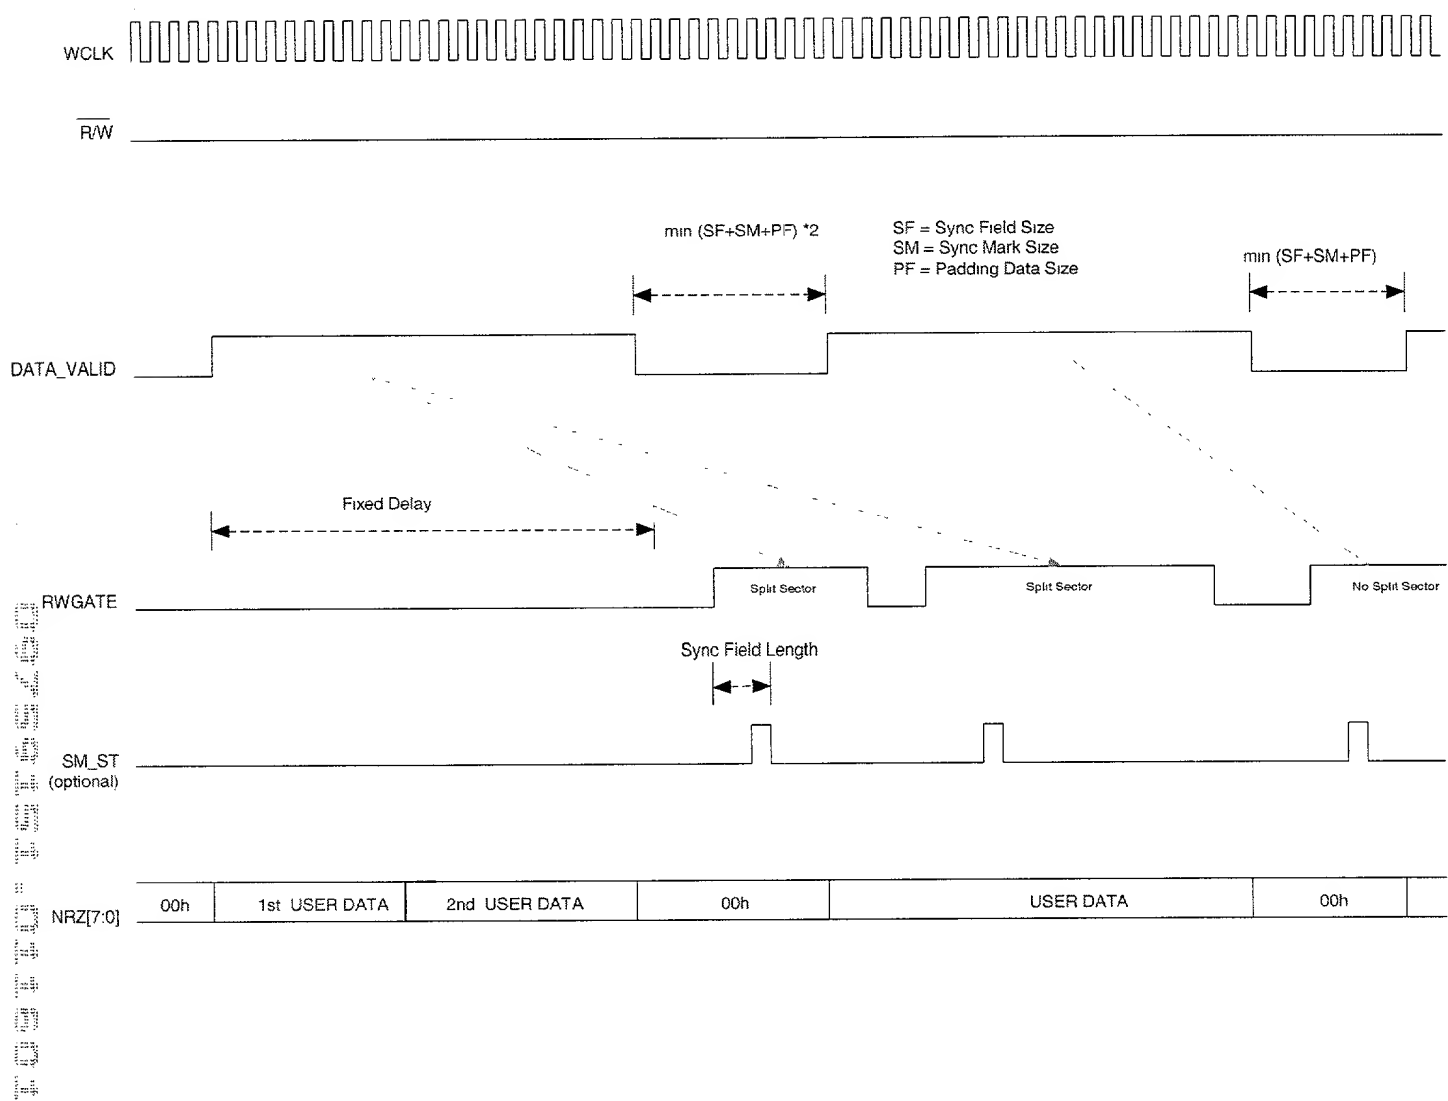 WCLK
R/W
min (SF+SM+PF) *2
SF = Sync Field Size
SM = Sync Mark Size
PF = Padding Data Size
min (SF+SM+PF)
DATA_VALID
Fixed Delay
RWGATE
Split Sector
Split Sector
No Split Sector
Sync Field Length
SM_ST
(optional)
NRZ[7:0]
00h
1st USER DATA
2nd USER DATA
00h
USER DATA
00h